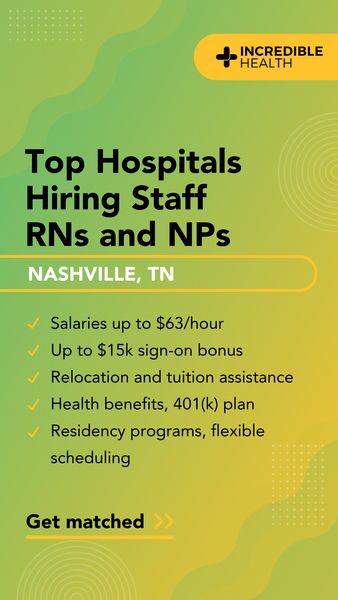 INCREDIBLE
HEALTH
Top Hospitals
Hiring Staff
RNs and NPs
NASHVILLE, TN
Salaries up to $63/hour
Up to $15k sign-on bonus
Relocation and tuition assistance
Health benefits, 401(k) plan
Residency programs, flexible
scheduling
Get matched